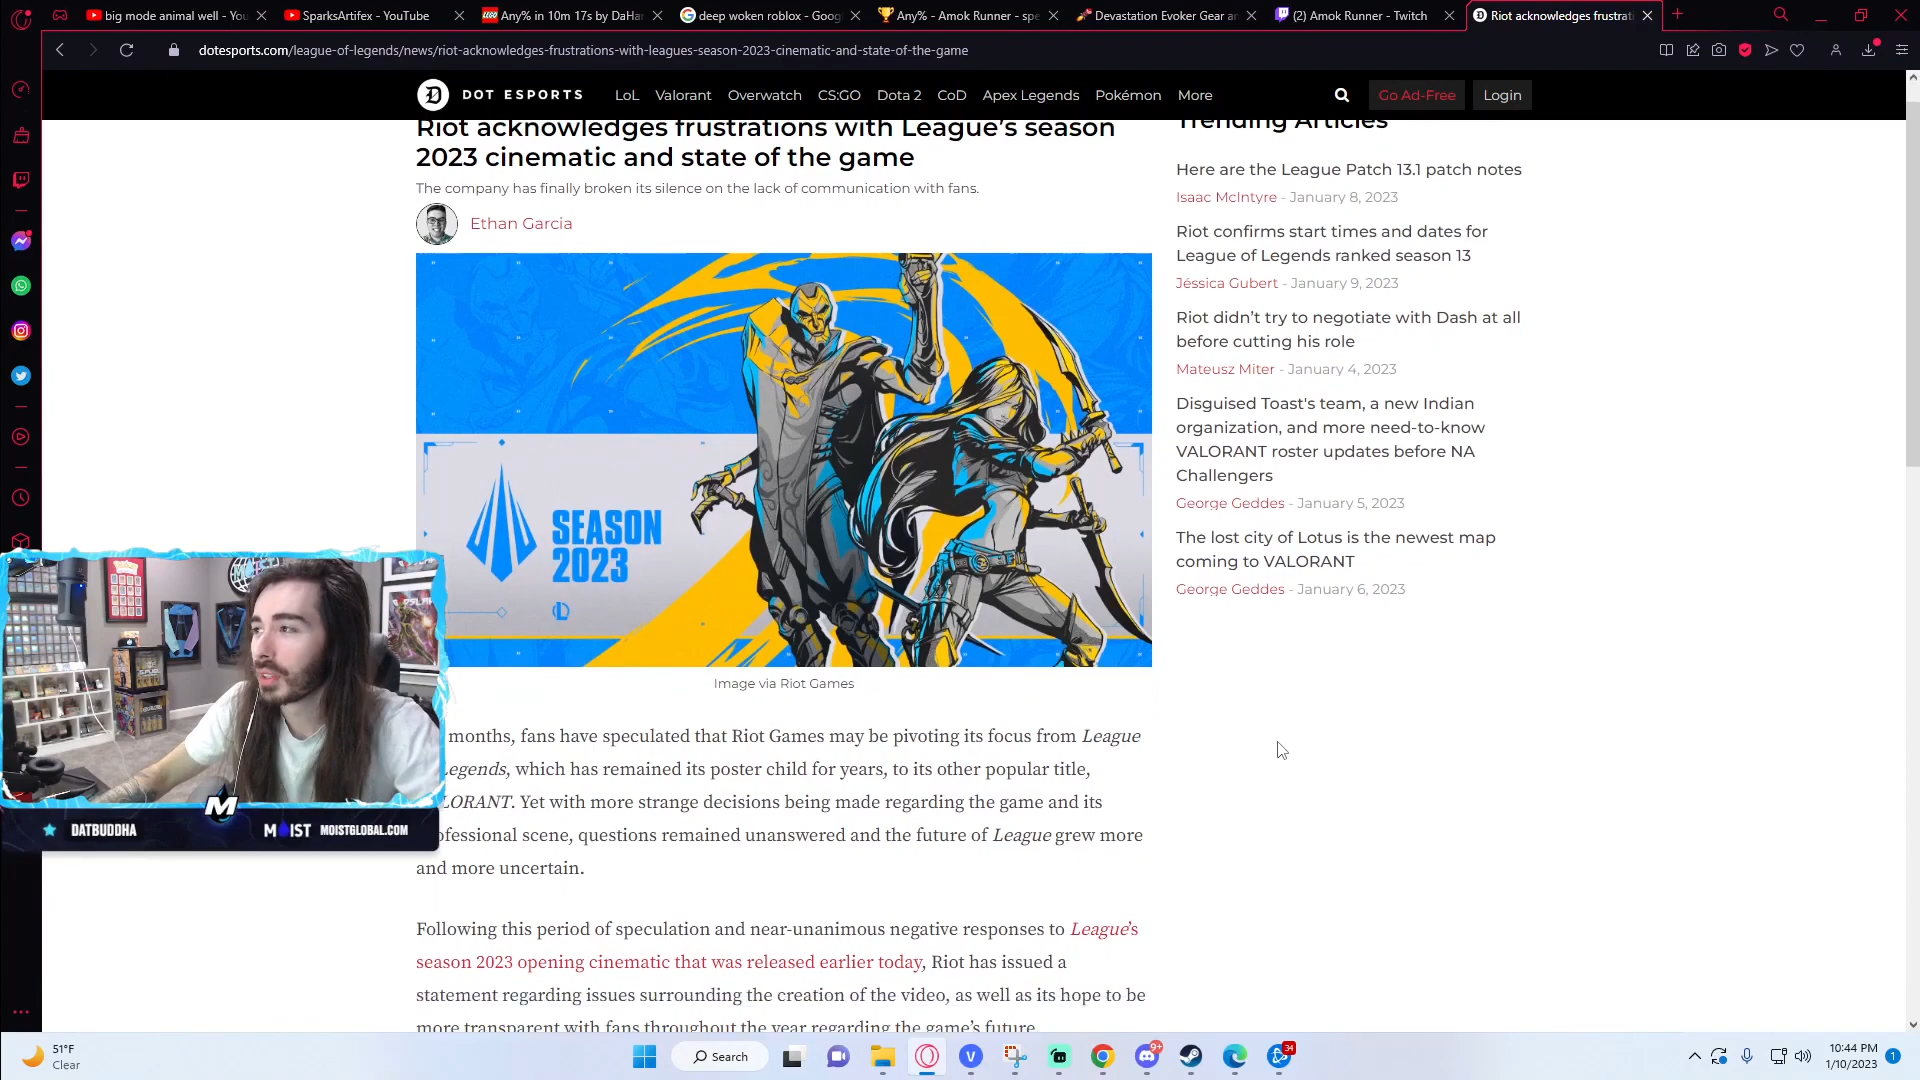 big mode animal well - You
SparksArtifex - YouTube
Any% in 10m 17s by DaHar
deep woken roblox - Goog
Any% - Amok Runner - spe
Devastation Evoker Gear an
(2) Amok Runner - Twitch
Riot acknowledges frustrati
dotesports.com/league-of-legends/news/riot-acknowledges-frustrations-with-leagues-season-2023-cinematic-and-state-of-the-game
DOT ESPORTS
LoL Valorant Overwatch CS:GO Dota 2 CoD Apex Legends Pokémon More
Go Ad-Free
Login
Riot acknowledges frustrations with League's season
2023 cinematic and state of the game
The company has finally broken its silence on the lack of communication with fans.
Ethan Garcia
SEASON
2023
Image via Riot Games
months, fans have speculated that Riot Games may be pivoting its focus from League
egends, which has remained its poster child for years, to its other popular title,
LORANT. Yet with more strange decisions being made regarding the game and its
ofessional scene, questions remained unanswered and the future of League grew more
and more uncertain.
Following this period of speculation and near-unanimous negative responses to League's
season 2023 opening cinematic that was released earlier today, Riot has issued a
statement regarding issues surrounding the creation of the video, as well as its hope to be
more transparent with fans throughout the year regarding the game's future.
Trending Articles
Here are the League Patch 13.1 patch notes
Isaac McIntyre - January 8, 2023
Riot confirms start times and dates for
League of Legends ranked season 13
Jéssica Gubert - January 9, 2023
Riot didn't try to negotiate with Dash at all
before cutting his role
Mateusz Miter - January 4, 2023
Disguised Toast's team, a new Indian
organization, and more need-to-know
VALORANT roster updates before NA
Challengers
George Geddes - January 5, 2023
The lost city of Lotus is the newest map
coming to VALORANT
George Geddes - January 6, 2023
M
DATBUDDHA
MOIST
MOISTGLOBAL.COM
51°F
Clear
Search
9+
34
10:44 PM
1/10/2023
1